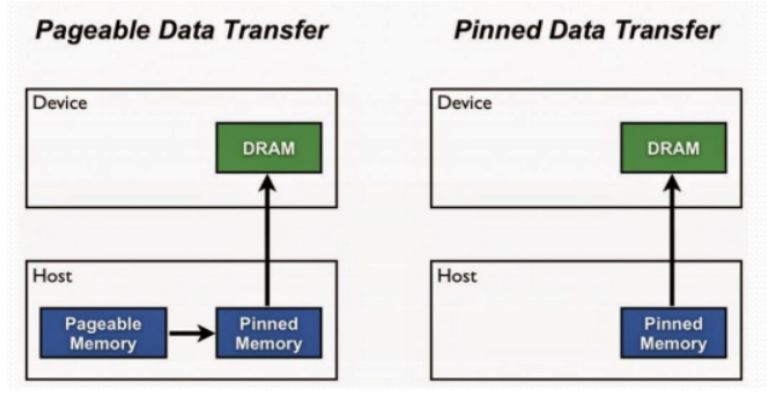 Pageable Data Transfer
Device
DRAM
Host
Pageable
Memory
Pinned
Memory
Pinned Data Transfer
Device
DRAM
Host
Pinned
Memory